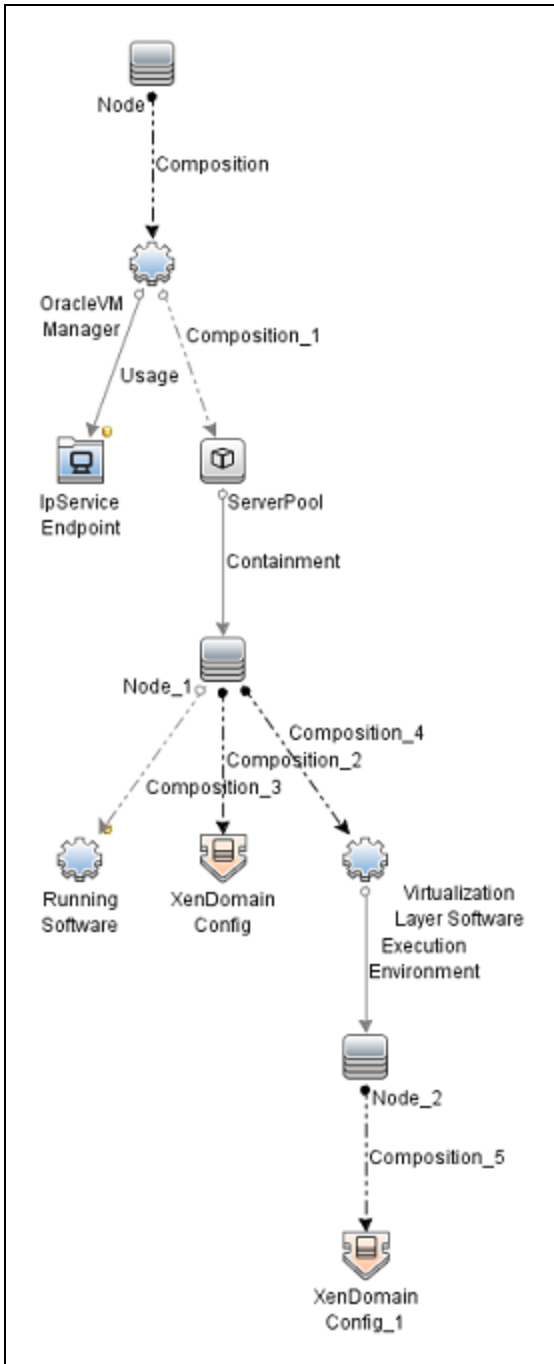 Node
Composition
OracleVM
Manager
Composition_1
Usage
IpService
Endpoint
ServerPool
Containment
Node_1
Composition_4
Composition_2
Composition_3
Running
Software
XenDomain
Config
Virtualization
Layer Software
Execution
Environment
Node_2
Composition_5
XenDomain
Config_1